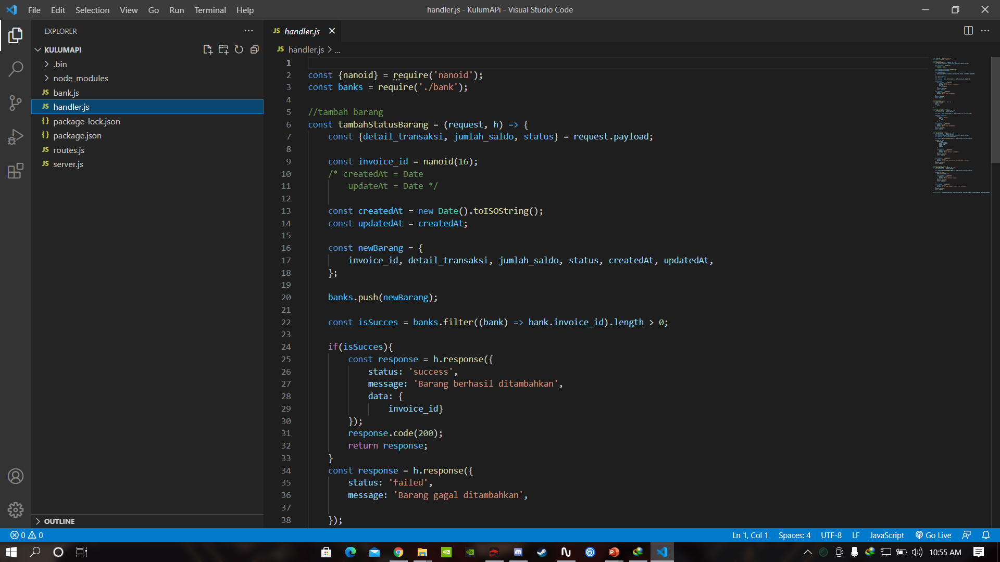 File Edit Selection View Go Run Terminal Help
handler.js - KulumAPi - Visual Studio Code
EXPLORER
KULUMAPI
.bin
node_modules
JS bank.js
JS handler.js
{} package-lock.json
{} package.json
JS routes.js
JS server.js
OUTLINE
JS handler.js
JS handler.js > ...
1
2 const {nanoid} = require('nanoid');
3 const banks = require('./bank');
4
5 //tambah barang
6 const tambahStatusBarang = (request, h) => {
7 const {detail_transaksi, jumlah_saldo, status} = request.payload;
8
9 const invoice_id = nanoid(16);
10 /* createdAt = Date
11 updateAt = Date */
12
13 const createdAt = new Date().toISOString();
14 const updatedAt = createdAt;
15
16 const newBarang = {
17 invoice_id, detail_transaksi, jumlah_saldo, status, createdAt, updatedAt,
18 };
19
20 banks.push(newBarang);
21
22 const isSucces = banks.filter((bank) => bank.invoice_id).length > 0;
23
24 if(isSucces){
25 const response = h.response({
26 status: 'success',
27 message: 'Barang berhasil ditambahkan',
28 data: {
29 invoice_id}
30 });
31 response.code(200);
32 return response;
33 }
34 const response = h.response({
35 status: 'failed',
36 message: 'Barang gagal ditambahkan',
37
38 });
0 0
Ln 1, Col 1 Spaces: 4 UTF-8 LF JavaScript Go Live
10:55 AM